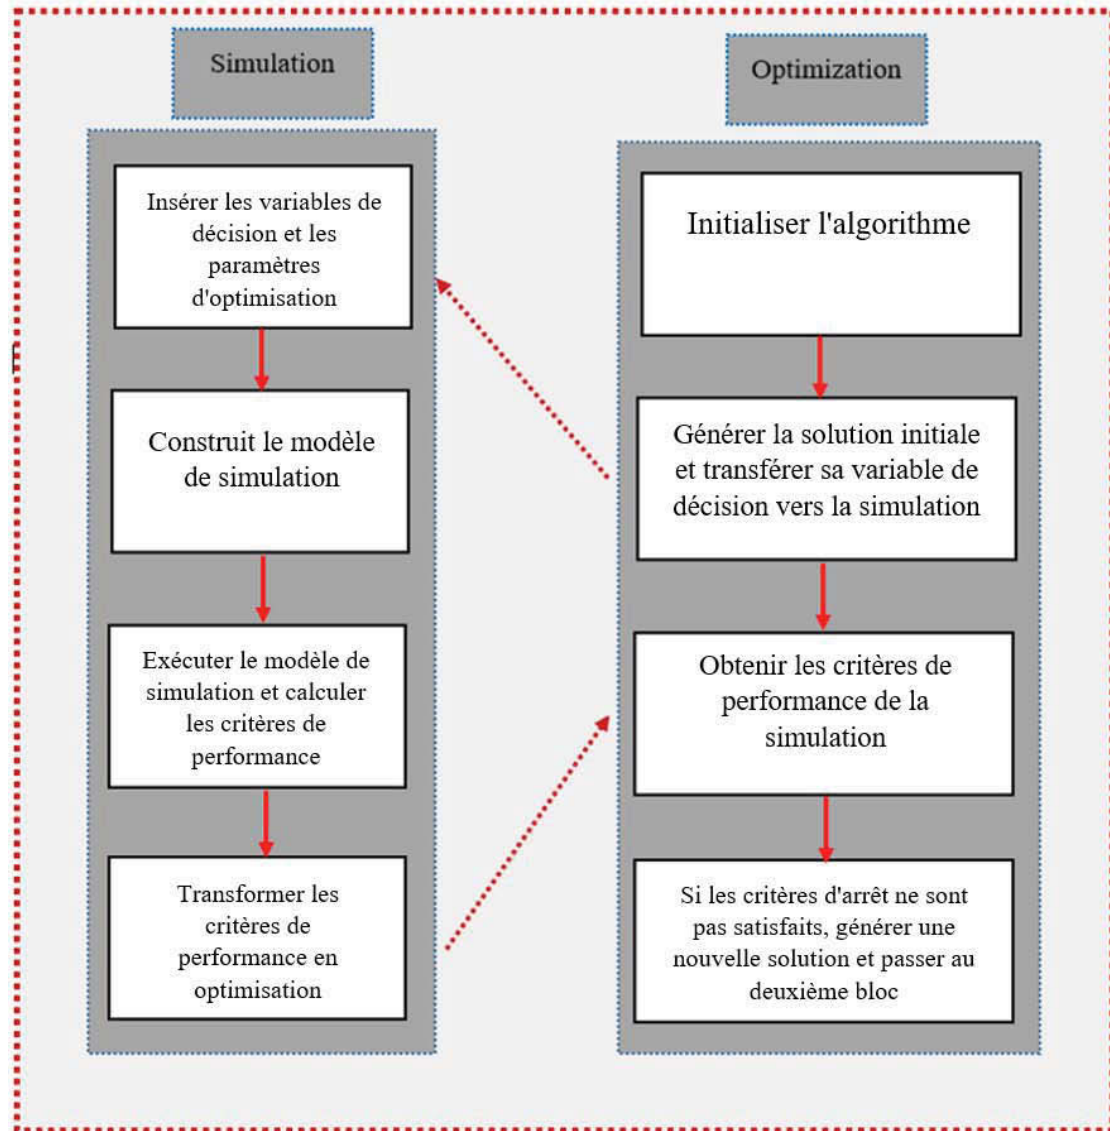 Simulation
Insérer les variables de
décision et les
paramètres
d'optimisation
Construit le modèle
de simulation
Exécuter le modèle de
simulation et calculer
les critères de
performance
Transformer les
critères de
performance en
optimisation
Optimization
Initialiser l'algorithme
Générer la solution initiale
et transférer sa variable de
décision vers la simulation
Obtenir les critères de
performance de la
simulation
Si les critères d'arrêt ne sont
pas satisfaits, générer une
nouvelle solution et passer au
deuxième bloc